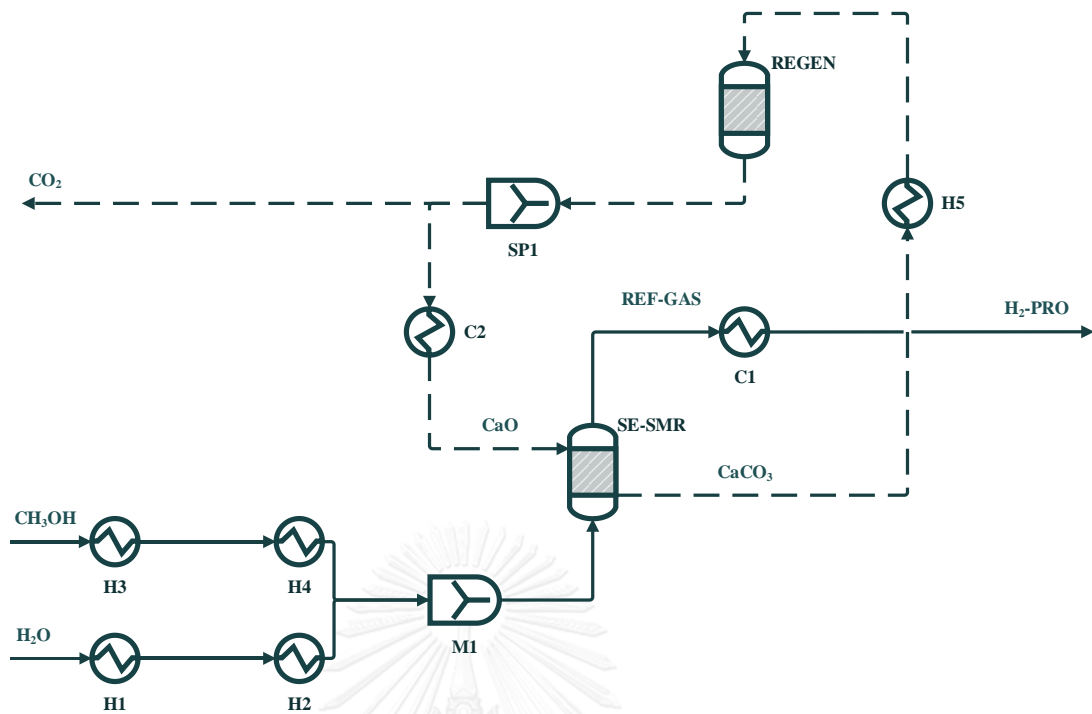 REGEN
CO₂
H5
SP1
REF-GAS
H₂-PRO
C2
C1
CaO
SE-SMR
CaCO₃
CH₃OH
H3
H4
H₂O
M1
H1
H2